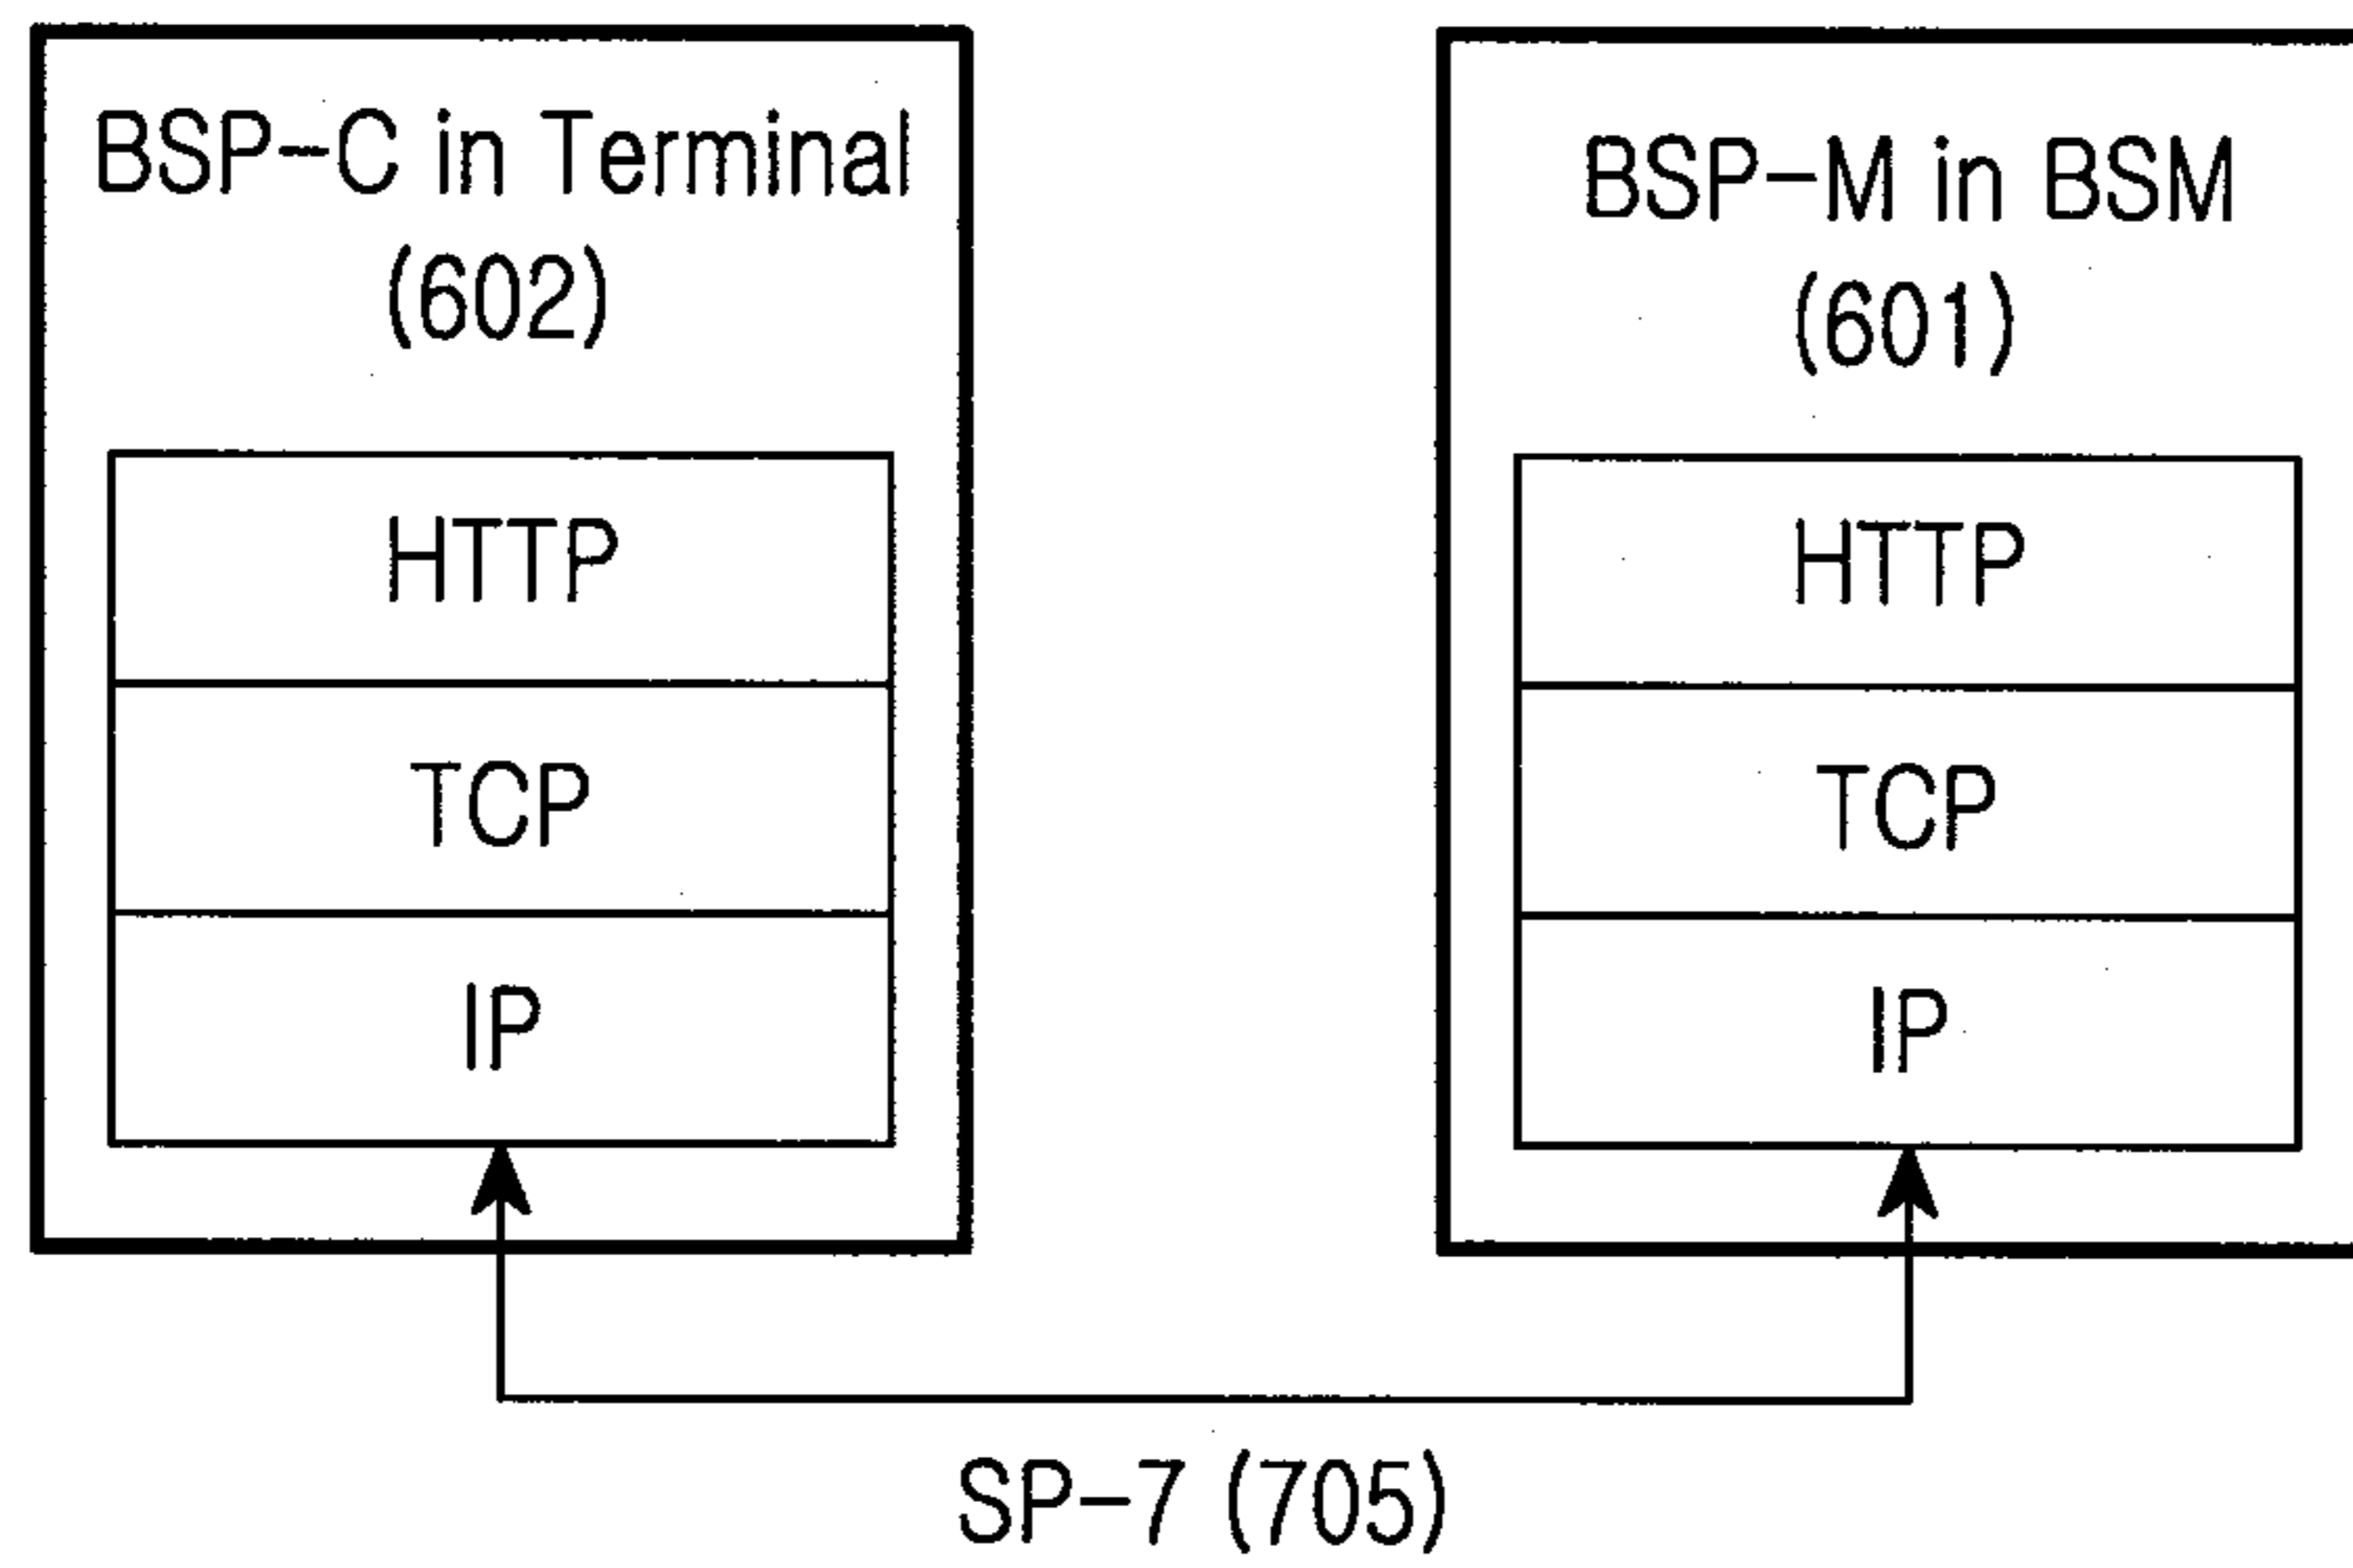 BSP-C in Terminal
(602)
HTTP
TCP
IP
BSP-M in BSM
(601)
HTTP
TCP
IP
SP-7 (705)